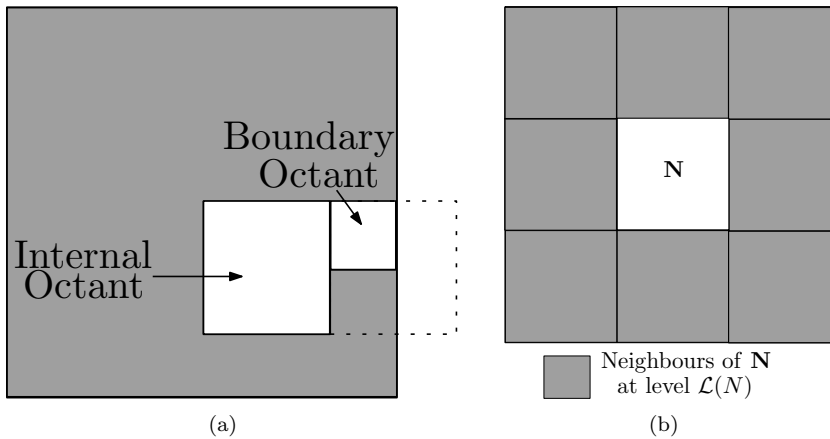 Boundary
Octant
Internal
Octant
(a)
N
Neighbours of N
at level ℒ(N)
(b)